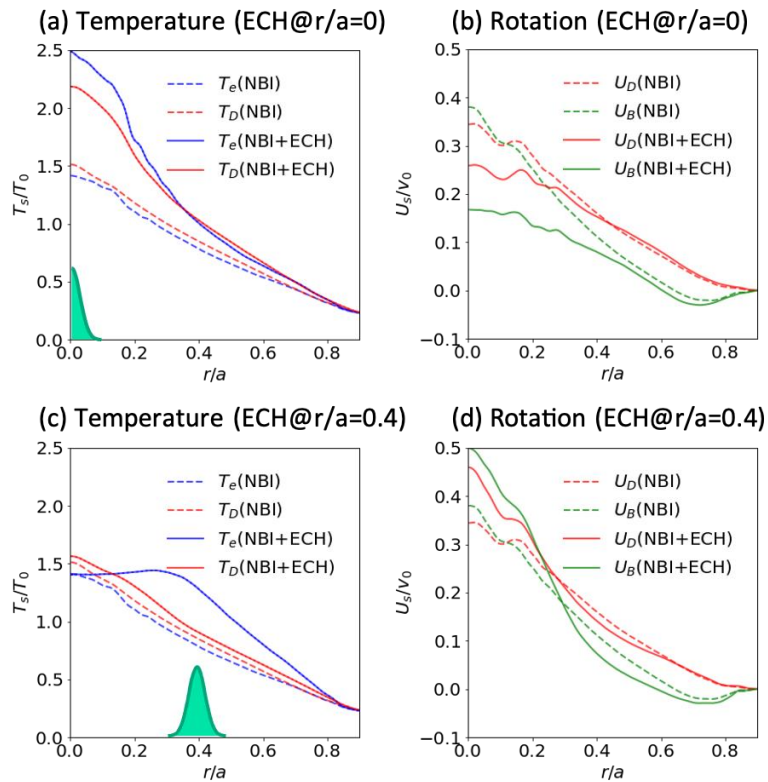 (a) Temperature (ECH@r/a=0)
(b) Rotation (ECH@r/a=0)
2.5
2.0
1.5
1.0
0.5
0.0
T_s/T_0
T_e(NBI)
T_D(NBI)
T_e(NBI+ECH)
T_D(NBI+ECH)
0.0 0.2 0.4 0.6 0.8
r/a
0.5
0.4
0.3
0.2
0.1
0.0
−0.1
U_s/v_0
U_D(NBI)
U_B(NBI)
U_D(NBI+ECH)
U_B(NBI+ECH)
0.0 0.2 0.4 0.6 0.8
r/a
(c) Temperature (ECH@r/a=0.4)
(d) Rotation (ECH@r/a=0.4)
2.5
2.0
1.5
1.0
0.5
0.0
T_s/T_0
T_e(NBI)
T_D(NBI)
T_e(NBI+ECH)
T_D(NBI+ECH)
0.0 0.2 0.4 0.6 0.8
r/a
0.5
0.4
0.3
0.2
0.1
0.0
−0.1
U_s/v_0
U_D(NBI)
U_B(NBI)
U_D(NBI+ECH)
U_B(NBI+ECH)
0.0 0.2 0.4 0.6 0.8
r/a